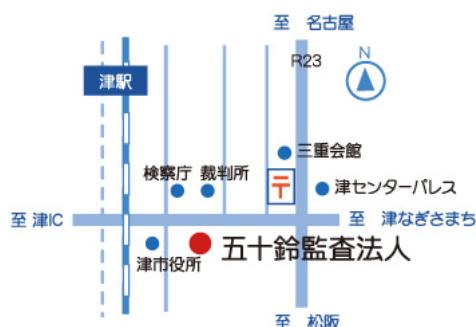 至 名古屋
R23
N
津駅
三重会館
検察庁 裁判所
〒
津センターパレス
至 津IC
至 津なぎさまち
津市役所
五十鈴監査法人
至 松阪